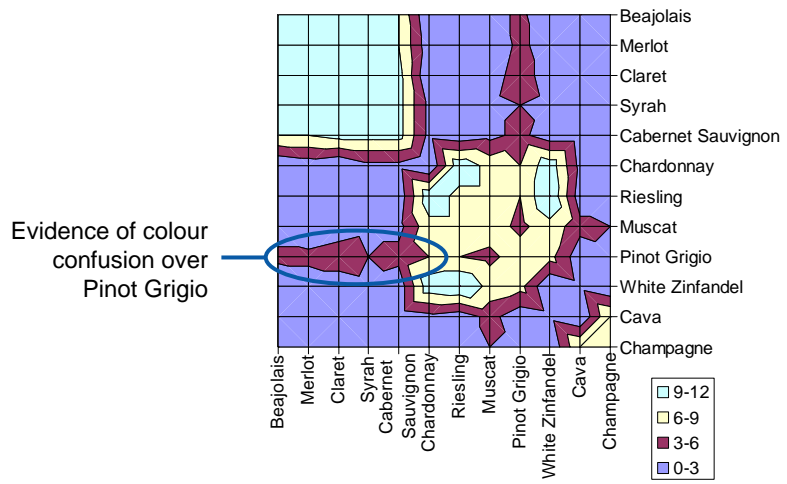 Beajolais
Merlot
Claret
Syrah
Cabernet Sauvignon
Chardonnay
Riesling
Muscat
Pinot Grigio
White Zinfandel
Cava
Champagne
Evidence of colour
confusion over
Pinot Grigio
Beajolais
Merlot
Claret
Syrah
Cabernet
Sauvignon
Chardonnay
Riesling
Muscat
Pinot Grigio
White Zinfandel
Cava
Champagne
9-12
6-9
3-6
0-3